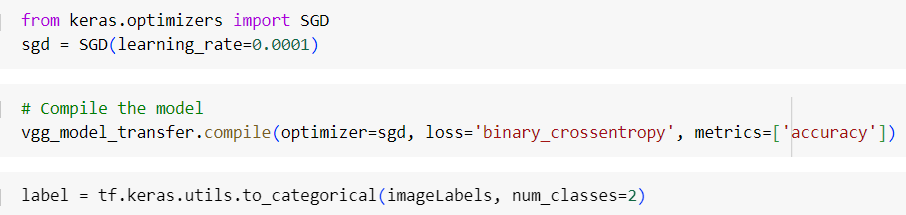 from keras.optimizers import SGD
sgd = SGD(learning_rate=0.0001)
# Compile the model
vgg_model_transfer.compile(optimizer=sgd, loss='binary_crossentropy', metrics=['accuracy'])
label = tf.keras.utils.to_categorical(imageLabels, num_classes=2)